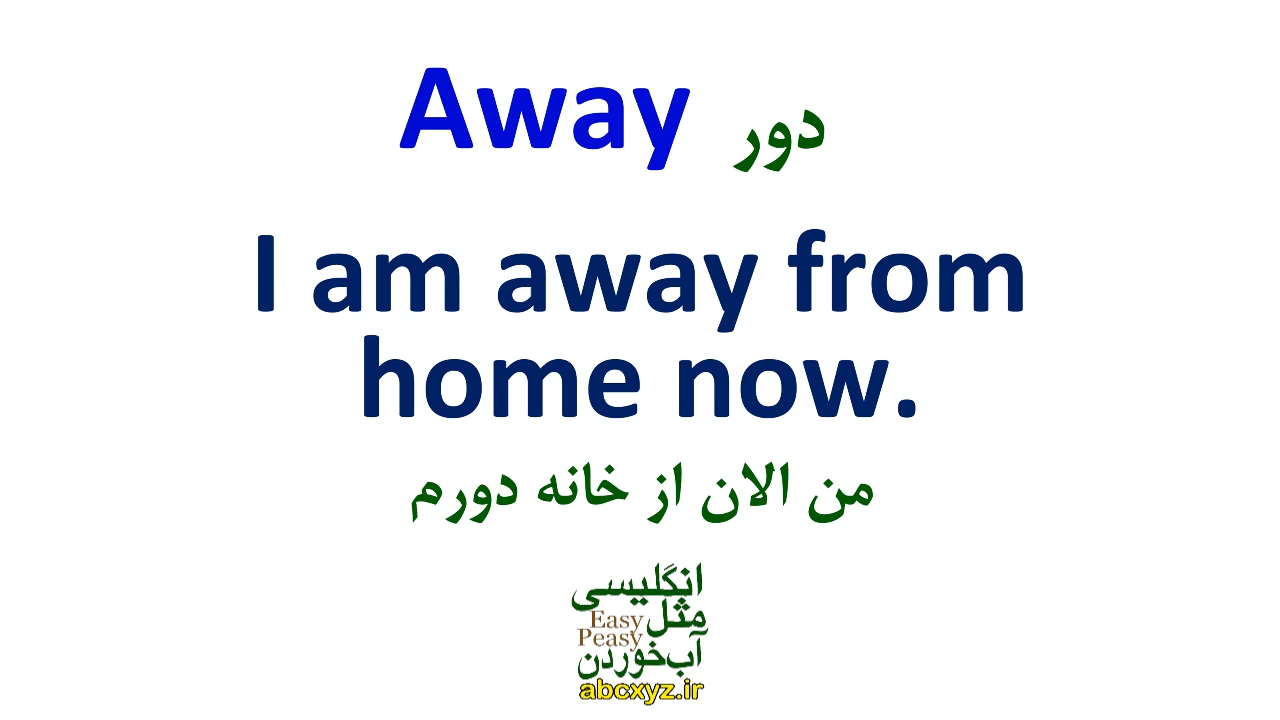 Away دور
I am away from
home now.
من الان از خانه دورم
انگلیسی
مثل
Easy
Peasy
آب‌خوردن
abcxyz.ir